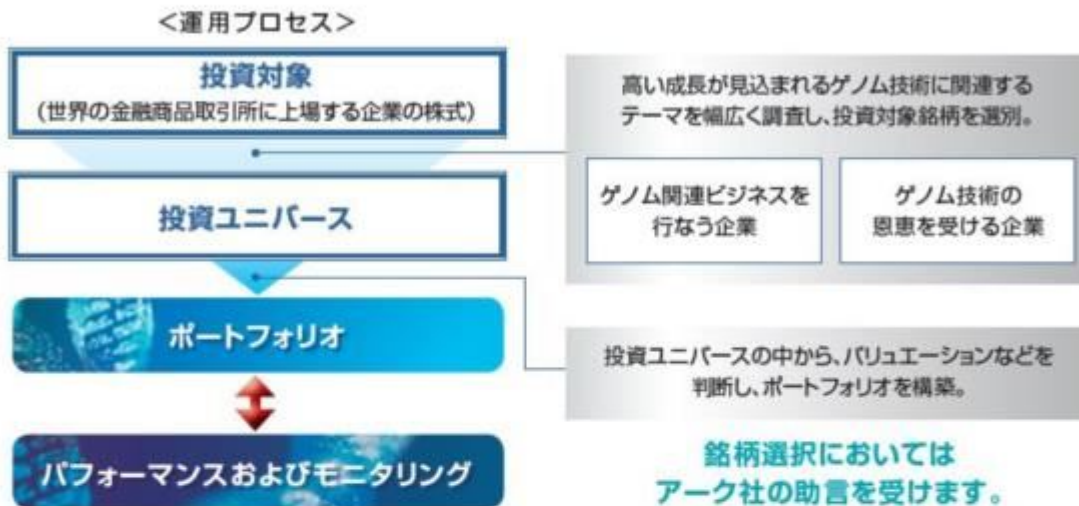 ＜運用プロセス＞
投資対象
（世界の金融商品取引所に上場する企業の株式）
投資ユニバース
ポートフォリオ
パフォーマンスおよびモニタリング
高い成長が見込まれるゲノム技術に関連する
テーマを幅広く調査し、投資対象銘柄を選別。
ゲノム関連ビジネスを
行なう企業
ゲノム技術の
恩恵を受ける企業
投資ユニバースの中から、バリュエーションなどを
判断し、ポートフォリオを構築。
銘柄選択においては
アーク社の助言を受けます。